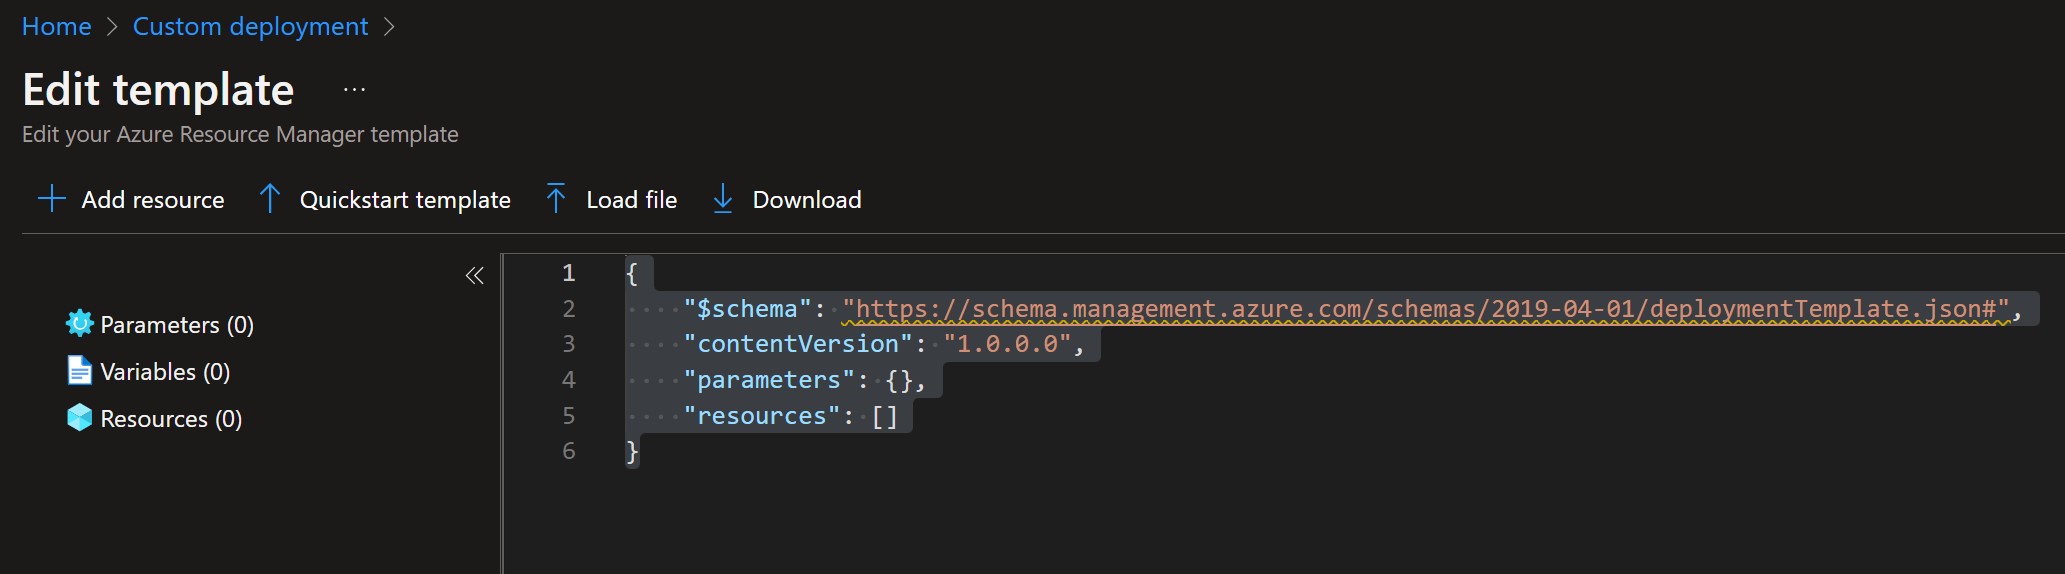 Home > Custom deployment >
Edit template ...
Edit your Azure Resource Manager template
Add resource Quickstart template Load file Download
Parameters (0)
Variables (0)
Resources (0)
1 {
2 "$schema": "https://schema.management.azure.com/schemas/2019-04-01/deploymentTemplate.json#",
3 "contentVersion": "1.0.0.0",
4 "parameters": {},
5 "resources": []
6 }